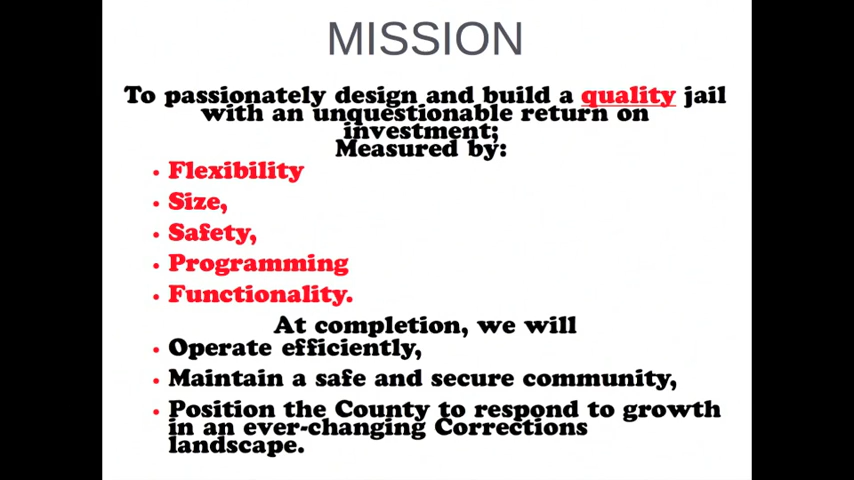 MISSION
To passionately design and build a quality jail
with an unquestionable return on
investment;
Measured by:
• Flexibility
• Size,
• Safety,
• Programming
• Functionality.
At completion, we will
• Operate efficiently,
• Maintain a safe and secure community,
• Position the County to respond to growth
in an ever-changing Corrections
landscape.